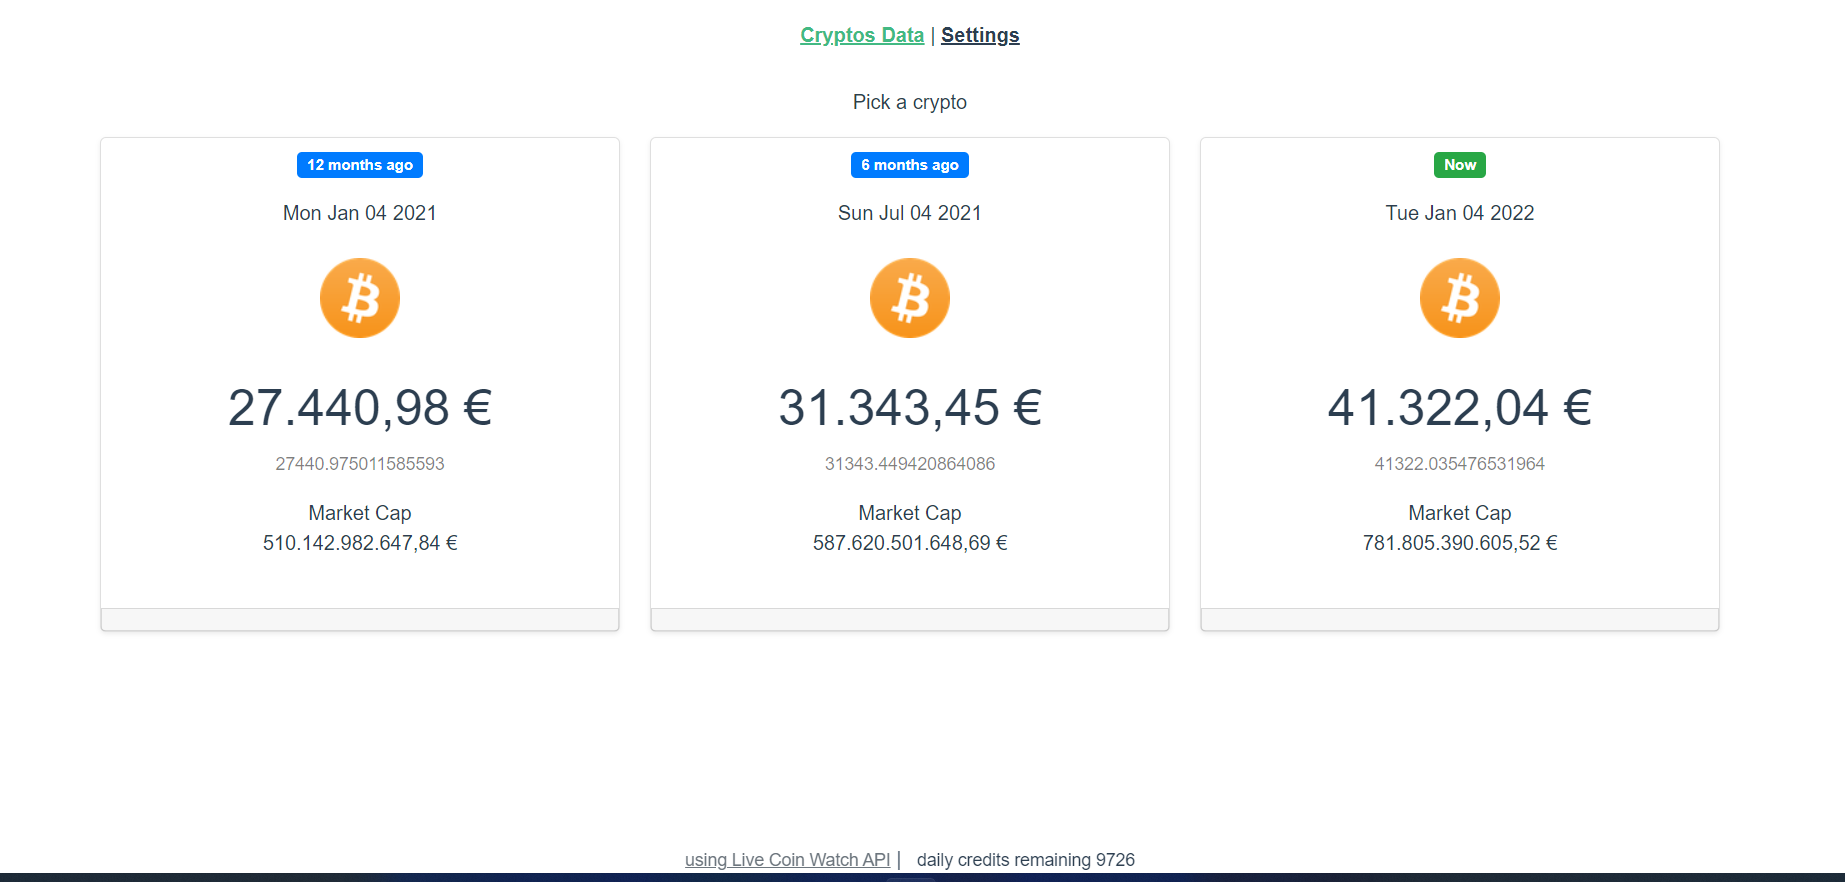 Cryptos Data | Settings
Pick a crypto
12 months ago
Mon Jan 04 2021
27.440,98 €
27440.975011585593
Market Cap
510.142.982.647,84 €
6 months ago
Sun Jul 04 2021
31.343,45 €
31343.449420864086
Market Cap
587.620.501.648,69 €
Now
Tue Jan 04 2022
41.322,04 €
41322.035476531964
Market Cap
781.805.390.605,52 €
using Live Coin Watch API | daily credits remaining 9726